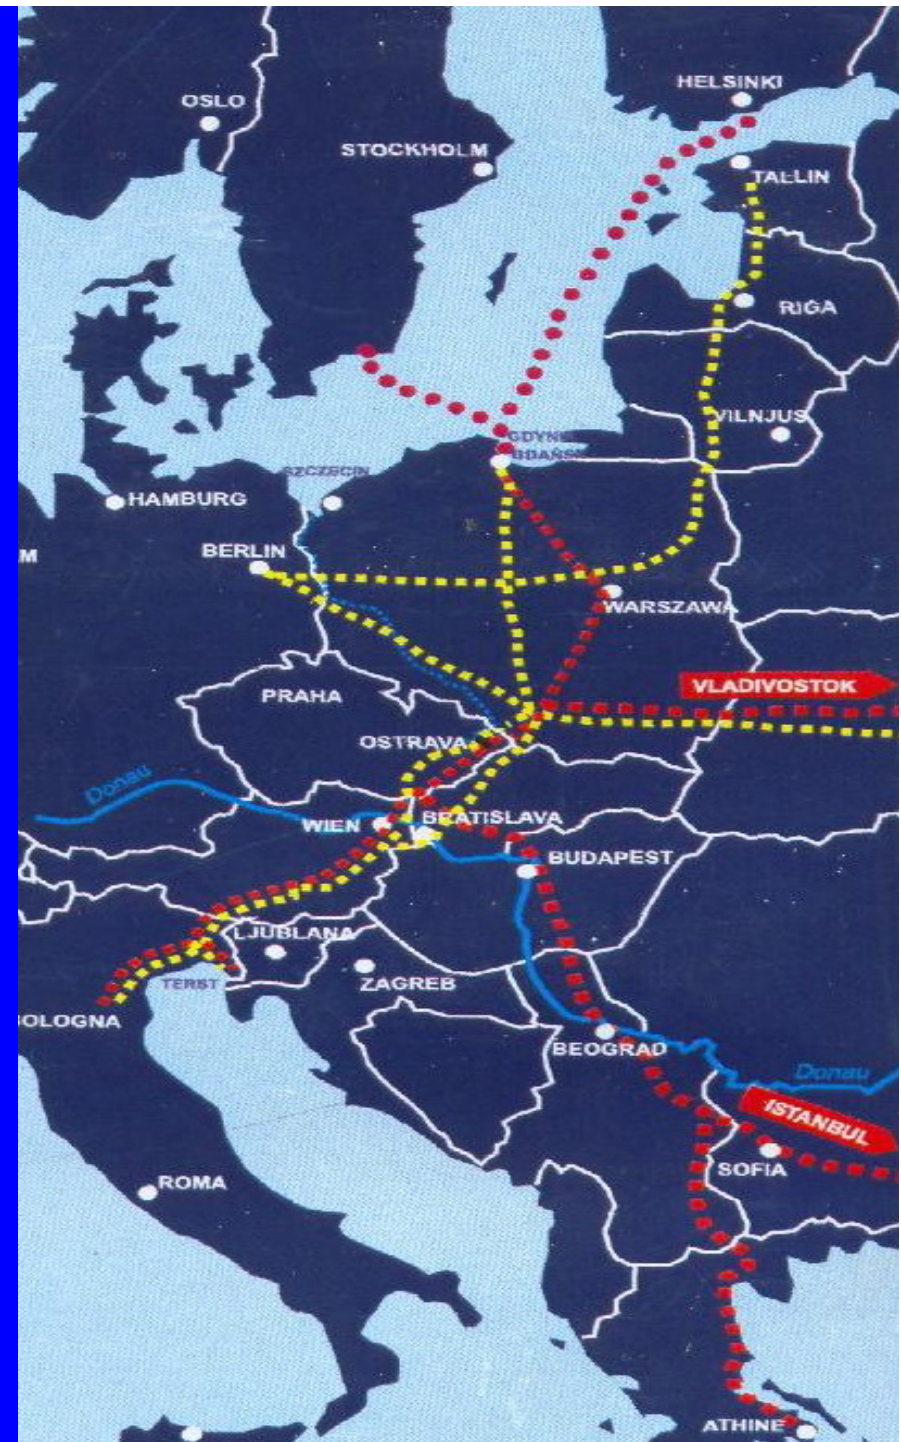 HELSINKI
OSLO
STOCKHOLM
TALLIN
RIGA
VILNJUS
GDYNIA
GDAŃSK
SZCZECIN
HAMBURG
M
BERLIN
WARSZAWA
VLADIVOSTOK
PRAHA
OSTRAVA
Donau
WIEN
BRATISLAVA
BUDAPEST
LJUBLANA
TERST
ZAGREB
OLOGNA
BEOGRAD
Donau
ISTANBUL
SOFIA
ROMA
ATHINE